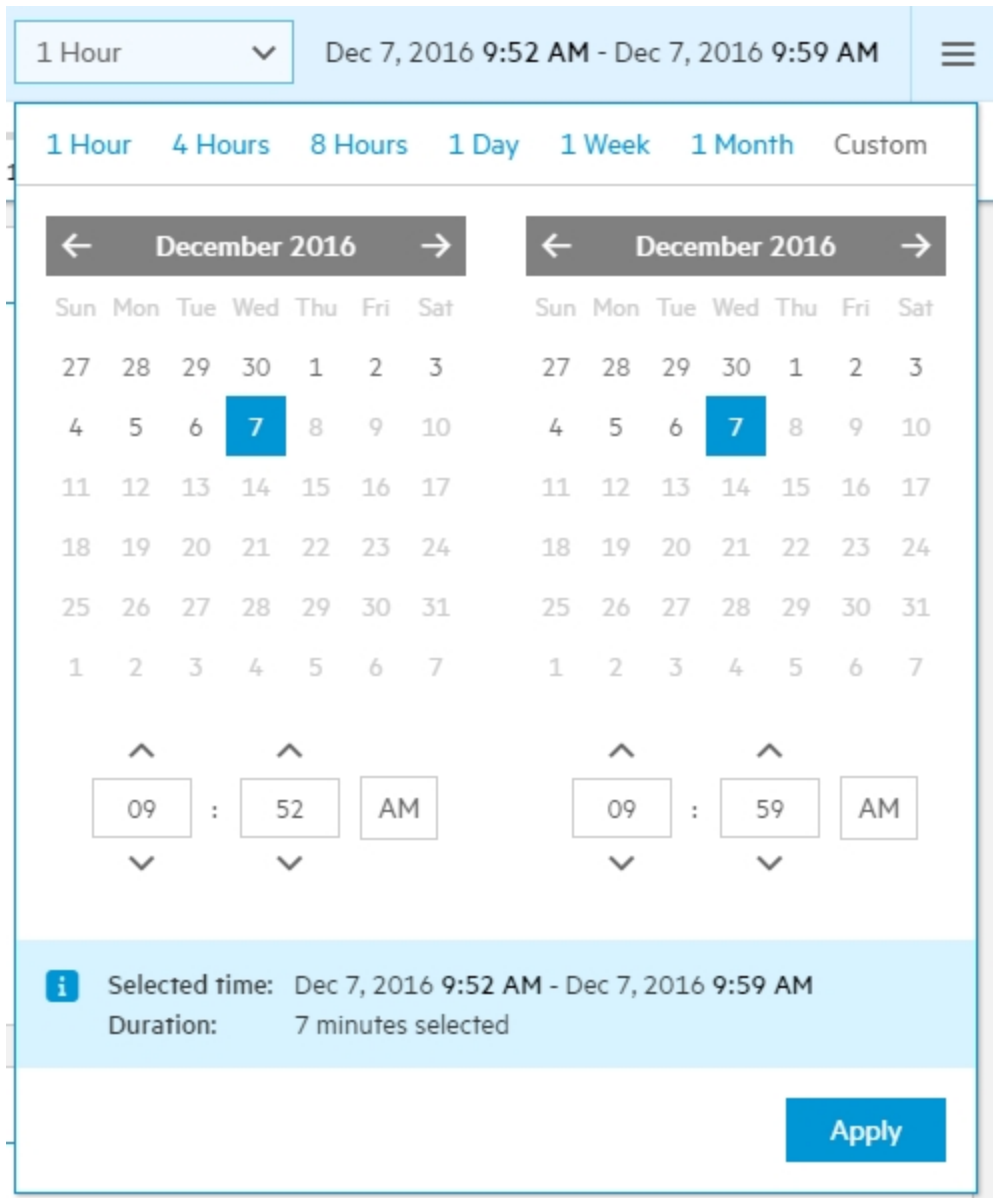 1 Hour Dec 7, 2016 9:52 AM - Dec 7, 2016 9:59 AM
1 Hour 4 Hours 8 Hours 1 Day 1 Week 1 Month Custom
December 2016
Sun Mon Tue Wed Thu Fri Sat
27 28 29 30 1 2 3
4 5 6 7 8 9 10
11 12 13 14 15 16 17
18 19 20 21 22 23 24
25 26 27 28 29 30 31
1 2 3 4 5 6 7
09 : 52 AM
December 2016
Sun Mon Tue Wed Thu Fri Sat
27 28 29 30 1 2 3
4 5 6 7 8 9 10
11 12 13 14 15 16 17
18 19 20 21 22 23 24
25 26 27 28 29 30 31
1 2 3 4 5 6 7
09 : 59 AM
Selected time: Dec 7, 2016 9:52 AM - Dec 7, 2016 9:59 AM
Duration: 7 minutes selected
Apply